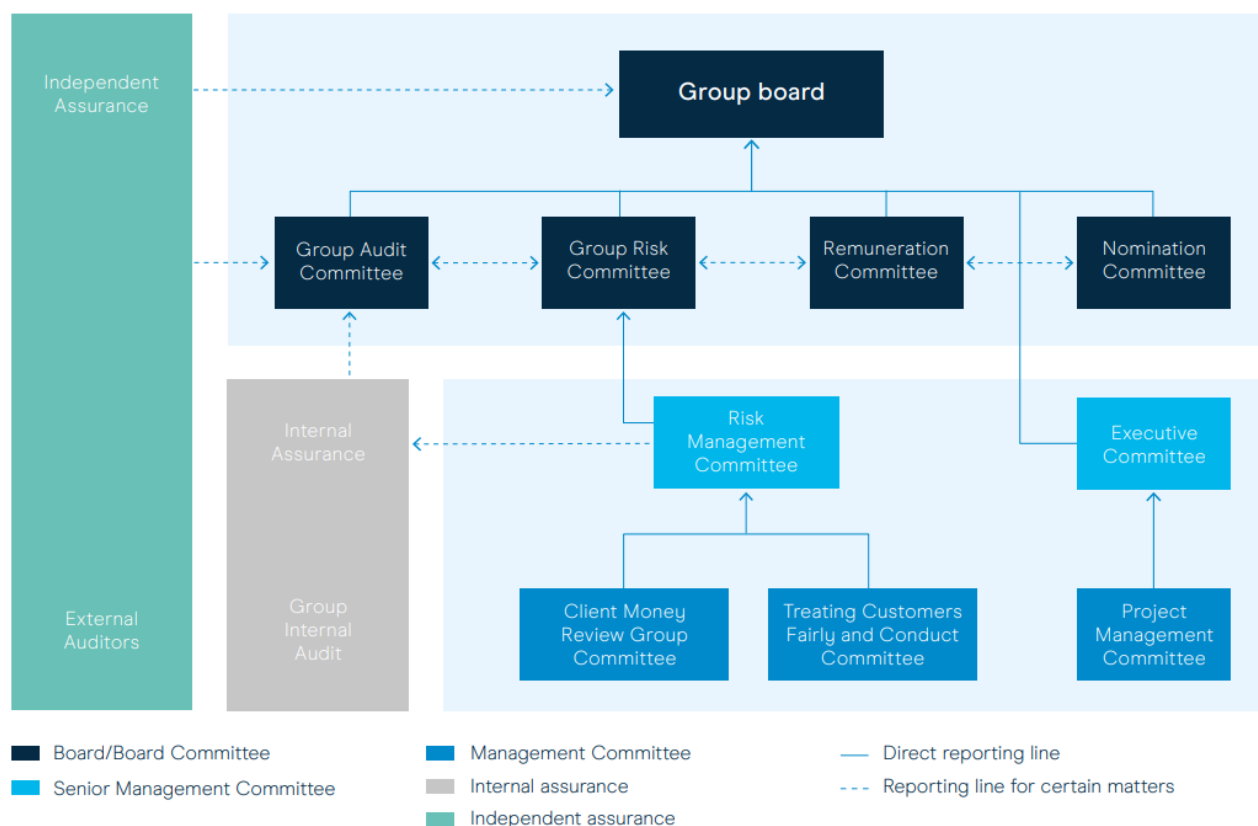 Independent
Assurance
Group board
Group Audit
Committee
Group Risk
Committee
Remuneration
Committee
Nomination
Committee
Internal
Assurance
Risk
Management
Committee
Executive
Committee
External
Auditors
Group
Internal
Audit
Client Money
Review Group
Committee
Treating Customers
Fairly and Conduct
Committee
Project
Management
Committee
Board/Board Committee
Senior Management Committee
Management Committee
Internal assurance
Independent assurance
Direct reporting line
Reporting line for certain matters